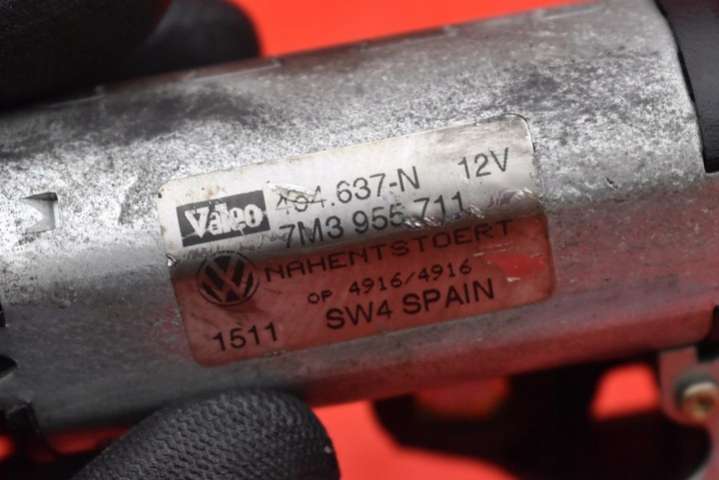 Valeo 404.637-N 12V
7M3 955 711
NAHENTSTOERT
OP 4916/4916
1511 SW4 SPAIN